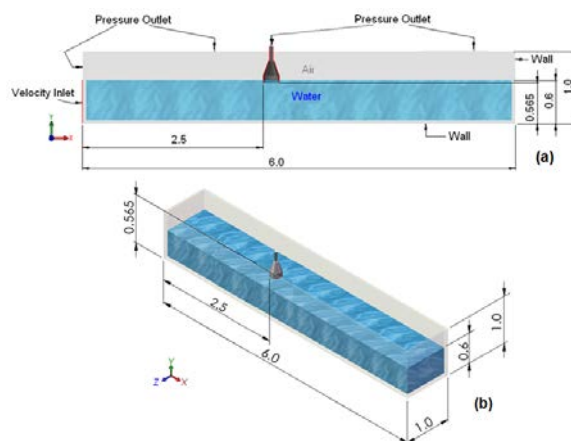 Pressure Outlet
Pressure Outlet
Air
Wall
Velocity Inlet
Water
0.565
0.6
1.0
2.5
Wall
6.0
Y
X
(a)
0.565
2.5
6.0
1.0
0.6
1.0
Y
Z
X
(b)